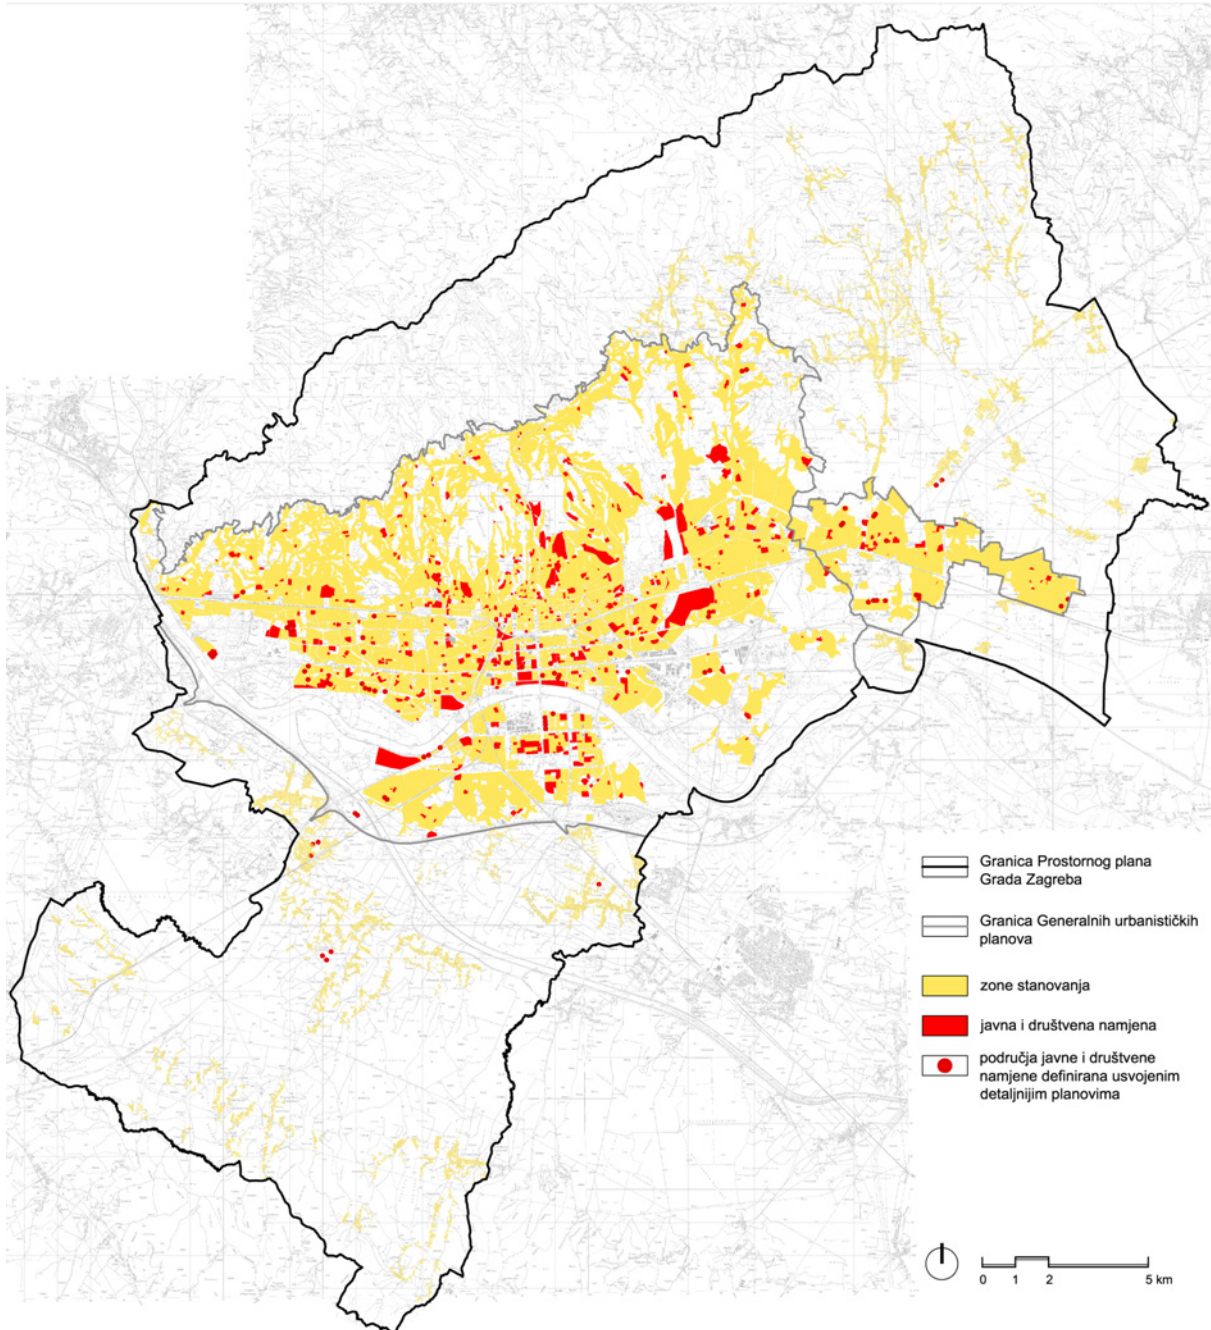 Granica Prostornog plana
Grada Zagreba
Granica Generalnih urbanističkih
planova
zone stanovanja
javna i društvena namjena
područja javne i društvene
namjene definirana usvojenim
detaljnijim planovima
0 1 2 5 km